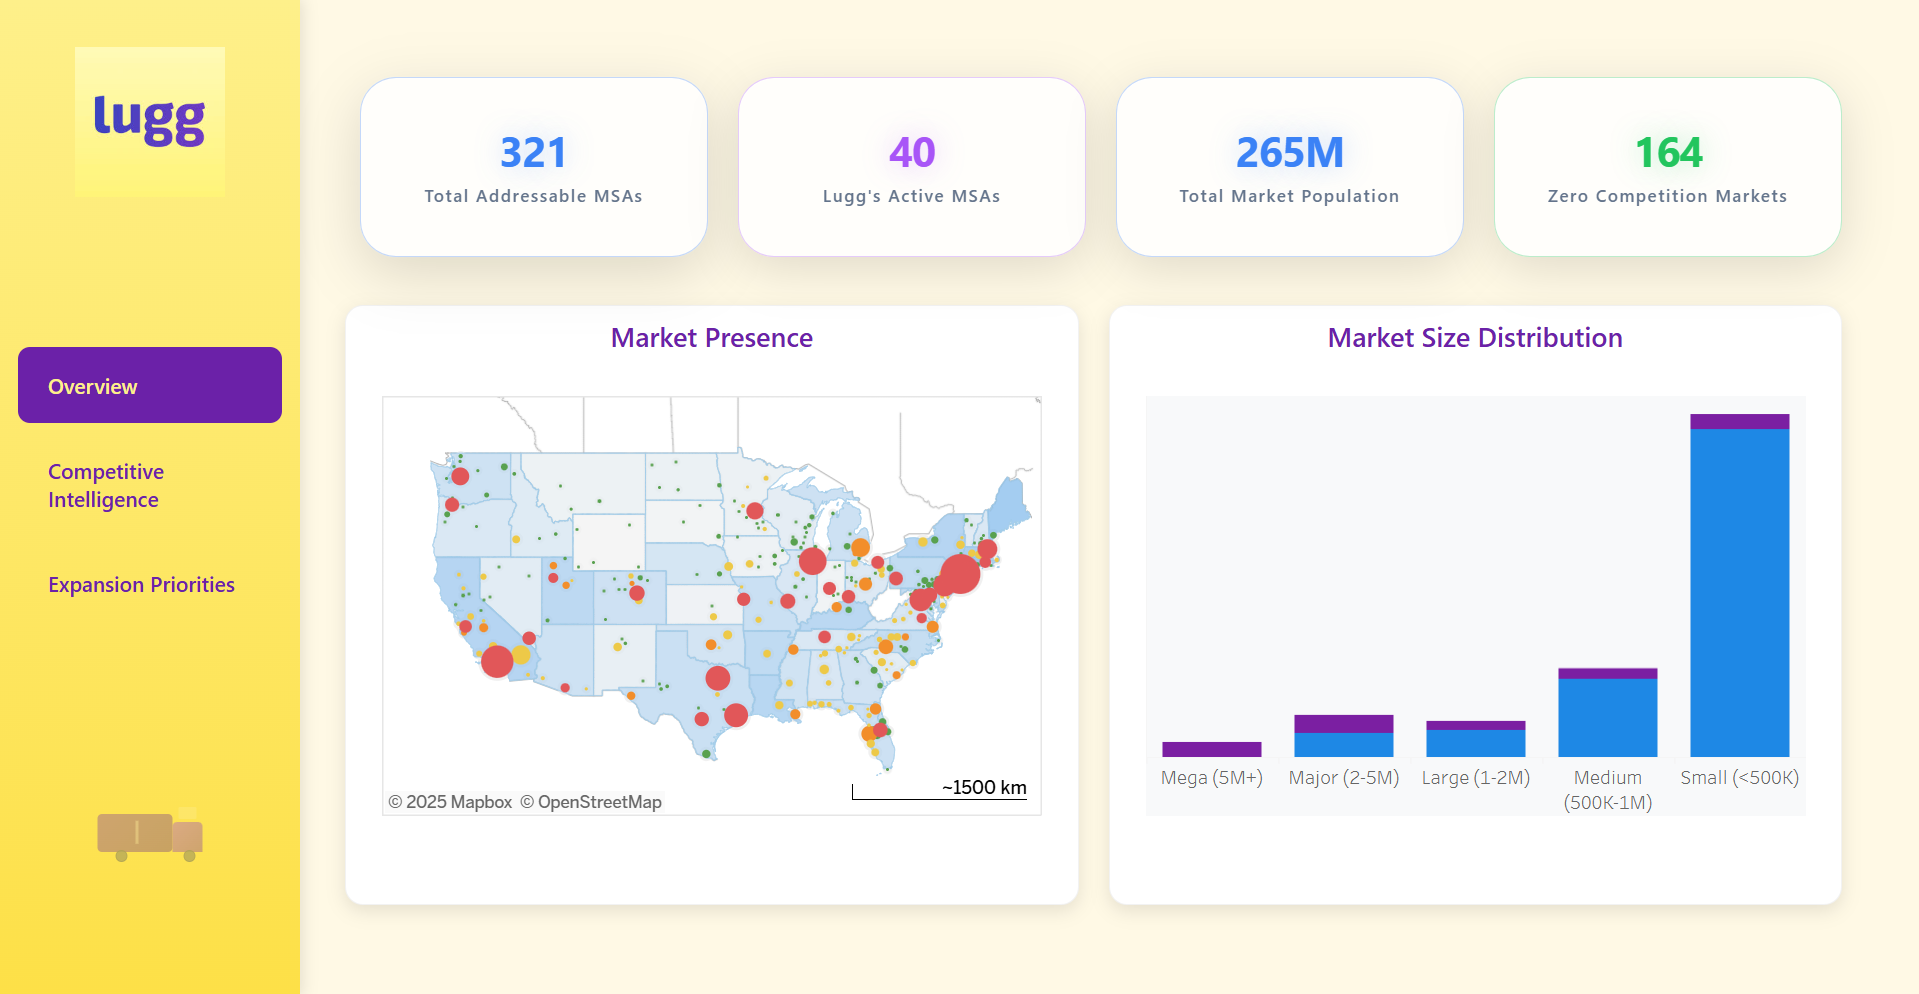 lugg
Overview
Competitive
Intelligence
Expansion Priorities
321
Total Addressable MSAs
40
Lugg's Active MSAs
265M
Total Market Population
164
Zero Competition Markets
Market Presence
~1500 km
© 2025 Mapbox © OpenStreetMap
Market Size Distribution
Mega (5M+)
Major (2-5M)
Large (1-2M)
Medium
(500K-1M)
Small (<500K)